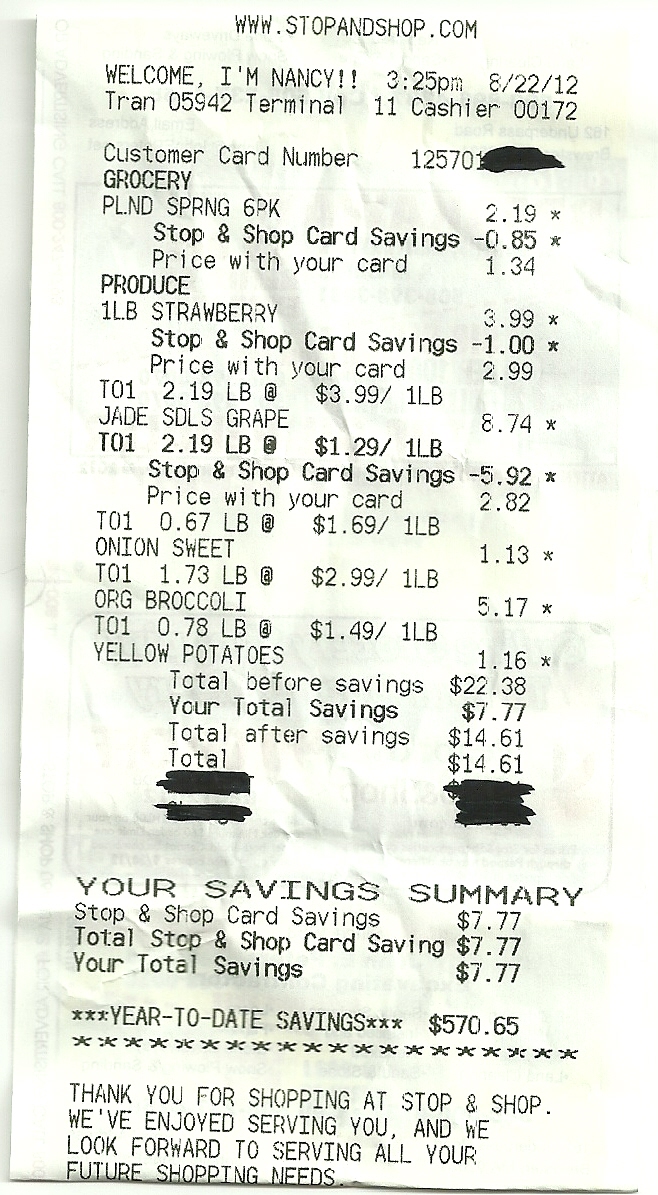 WWW.STOPANDSHOP.COM
WELCOME, I'M NANCY!! 3:25pm 8/22/12
Tran 05942 Terminal 11 Cashier 00172
Customer Card Number 125701
GROCERY
PLND SPRNG 6PK 2.19 *
Stop & Shop Card Savings -0.85 *
Price with your card 1.34
PRODUCE
1LB STRAWBERRY 3.99 *
Stop & Shop Card Savings -1.00 *
Price with your card 2.99
T01 2.19 LB @ $3.99/ 1LB
JADE SDLS GRAPE 8.74 *
T01 2.19 LB @ $1.29/ 1LB
Stop & Shop Card Savings -5.92 *
Price with your card 2.82
T01 0.67 LB @ $1.69/ 1LB
ONION SWEET 1.13 *
T01 1.73 LB @ $2.99/ 1LB
ORG BROCCOLI 5.17 *
T01 0.78 LB @ $1.49/ 1LB
YELLOW POTATOES 1.16 *
Total before savings $22.38
Your Total Savings $7.77
Total after savings $14.61
Total $14.61
YOUR SAVINGS SUMMARY
Stop & Shop Card Savings $7.77
Total Stop & Shop Card Saving $7.77
Your Total Savings $7.77
***YEAR-TO-DATE SAVINGS*** $570.65
* * * * * * * * * * * * * * * * * * * * * *
THANK YOU FOR SHOPPING AT STOP & SHOP.
WE'VE ENJOYED SERVING YOU, AND WE
LOOK FORWARD TO SERVING ALL YOUR
FUTURE SHOPPING NEEDS.